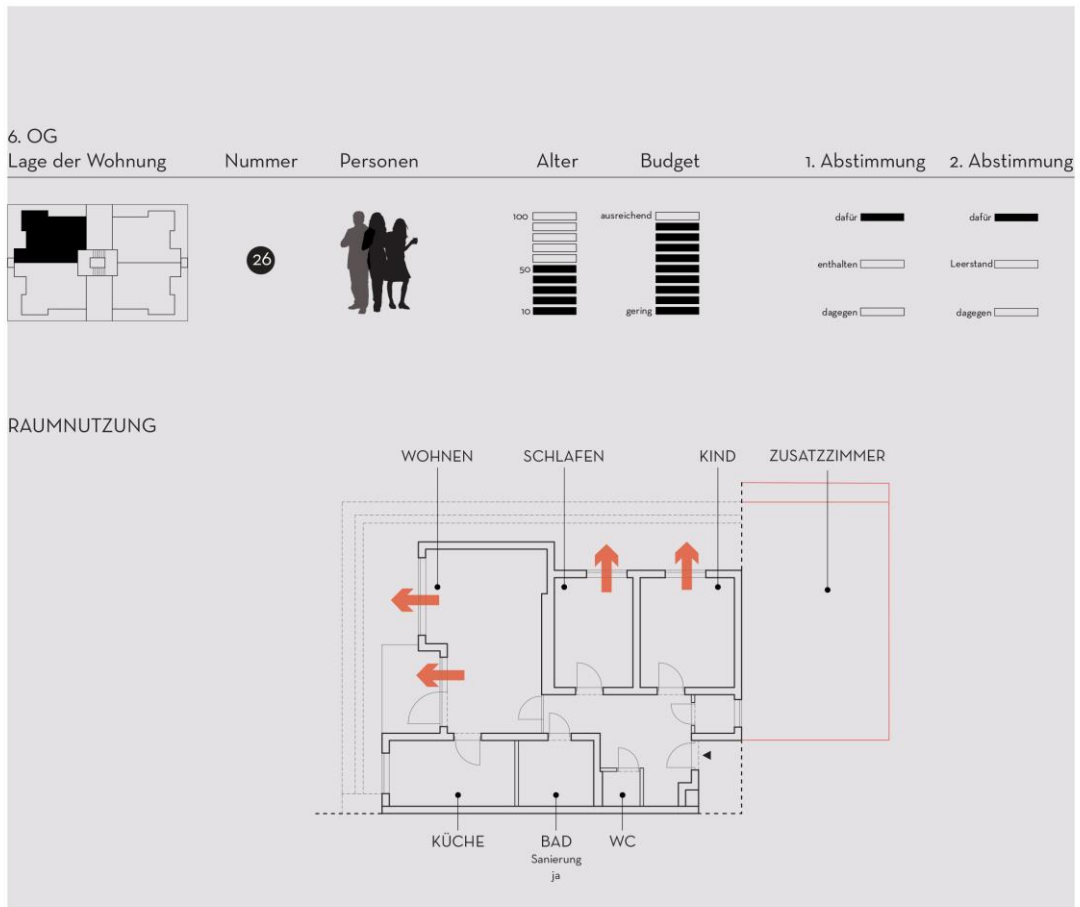 6. OG
Lage der Wohnung Nummer Personen Alter Budget 1. Abstimmung 2. Abstimmung
26
100
50
10
ausreichend
gering
dafür
enthalten
dagegen
dafür
Leerstand
dagegen
RAUMNUTZUNG
WOHNEN SCHLAFEN KIND ZUSATZZIMMER
KÜCHE BAD WC
Sanierung
ja